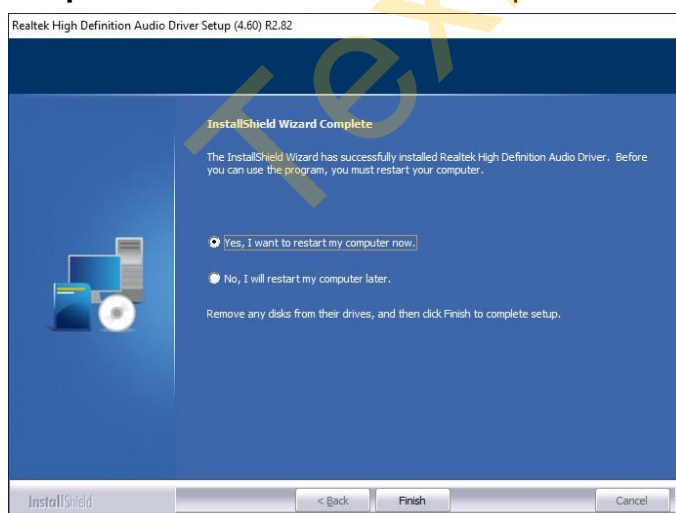 Realtek High Definition Audio Driver Setup (4.60) R2.82
InstallShield Wizard Complete
The InstallShield Wizard has successfully installed Realtek High Definition Audio Driver. Before
you can use the program, you must restart your computer.
Yes, I want to restart my computer now.
No, I will restart my computer later.
Remove any disks from their drives, and then click Finish to complete setup.
InstallShield
< Back
Finish
Cancel